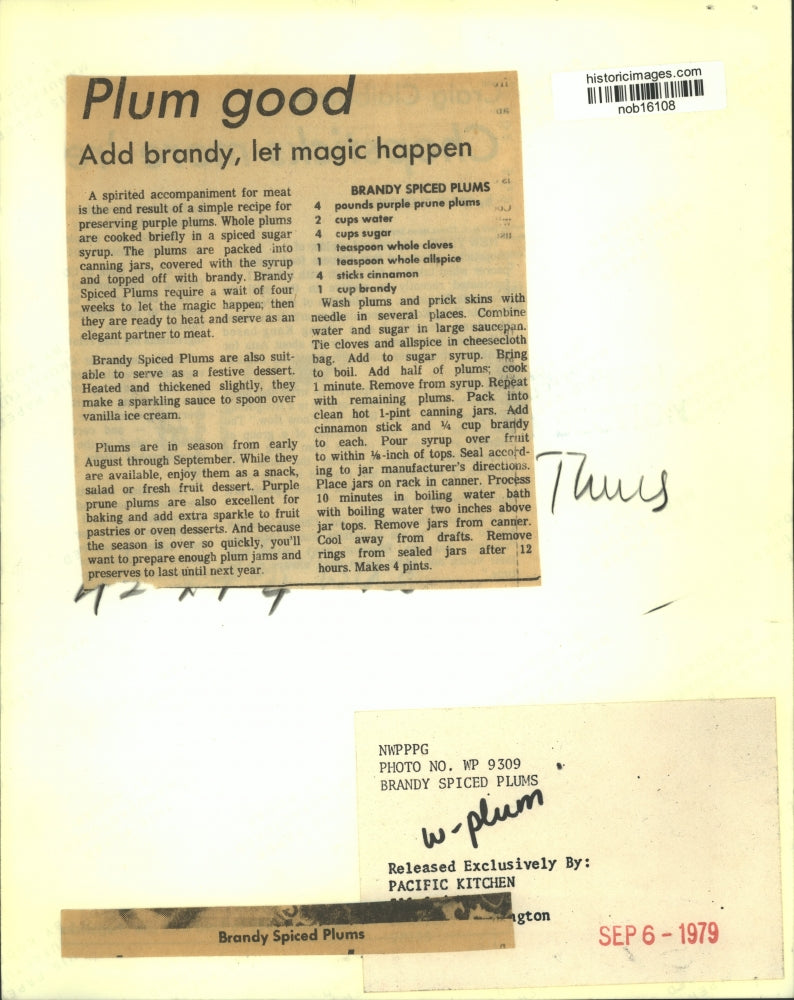 historicimages.com
nob16108
Plum good
Add brandy, let magic happen
A spirited accompaniment for meat
is the end result of a simple recipe for
preserving purple plums. Whole plums
are cooked briefly in a spiced sugar
syrup. The plums are packed into
canning jars, covered with the syrup
and topped off with brandy. Brandy
Spiced Plums require a wait of four
weeks to let the magic happen; then
they are ready to heat and serve as an
elegant partner to meat.
Brandy Spiced Plums are also suit-
able to serve as a festive dessert.
Heated and thickened slightly, they
make a sparkling sauce to spoon over
vanilla ice cream.
Plums are in season from early
August through September. While they
are available, enjoy them as a snack,
salad or fresh fruit dessert. Purple
prune plums are also excellent for
baking and add extra sparkle to fruit
pastries or oven desserts. And because
the season is over so quickly, you'll
want to prepare enough plum jams and
preserves to last until next year.
BRANDY SPICED PLUMS
4 pounds purple prune plums
2 cups water
4 cups sugar
1 teaspoon whole cloves
1 teaspoon whole allspice
4 sticks cinnamon
1 cup brandy
Wash plums and prick skins with
needle in several places. Combine
water and sugar in large saucepan.
Tie cloves and allspice in cheesecloth
bag. Add to sugar syrup. Bring
to boil. Add half of plums; cook
1 minute. Remove from syrup. Repeat
with remaining plums. Pack into
clean hot 1-pint canning jars. Add
cinnamon stick and ¼ cup brandy
to each. Pour syrup over fruit
to within ⅛-inch of tops. Seal accord-
ing to jar manufacturer's directions.
Place jars on rack in canner. Process
10 minutes in boiling water bath
with boiling water two inches above
jar tops. Remove jars from canner.
Cool away from drafts. Remove
rings from sealed jars after 12
hours. Makes 4 pints.
Thurs
NWPPPG
PHOTO NO. WP 9309
BRANDY SPICED PLUMS
w-plum
Released Exclusively By:
PACIFIC KITCHEN
ngton
SEP 6 - 1979
Brandy Spiced Plums